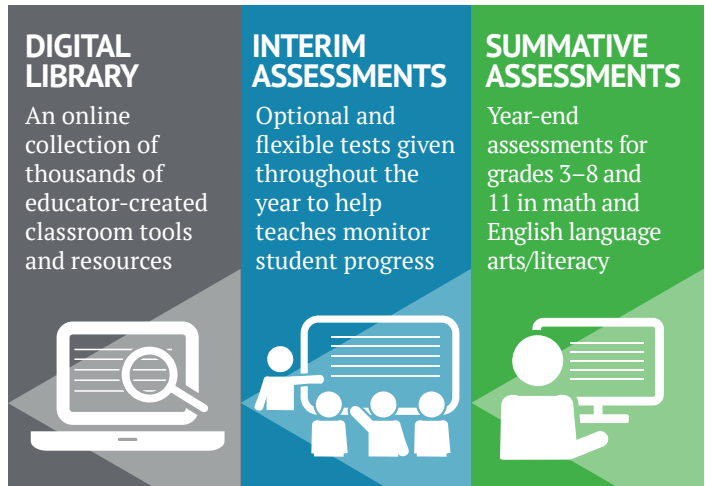 DIGITAL
LIBRARY
An online
collection of
thousands of
educator-created
classroom tools
and resources
INTERIM
ASSESSMENTS
Optional and
flexible tests given
throughout the
year to help
teaches monitor
student progress
SUMMATIVE
ASSESSMENTS
Year-end
assessments for
grades 3–8 and
11 in math and
English language
arts/literacy